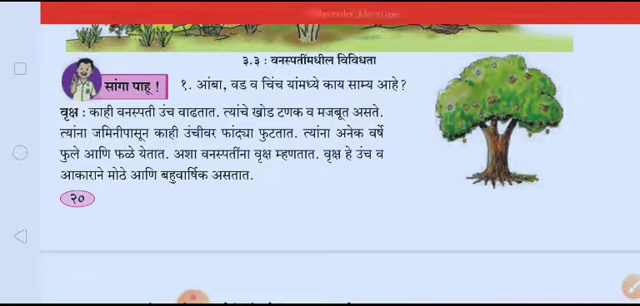 ३.३ : वनस्पतींमधील विविधता
सांगा पाहू !
१. आंबा, वड व चिंच यांमध्ये काय साम्य आहे ?
वृक्ष : काही वनस्पती उंच वाढतात. त्यांचे खोड टणक व मजबूत असते.
त्यांना जमिनीपासून काही उंचीवर फांद्या फुटतात. त्यांना अनेक वर्षे
फुले आणि फळे येतात. अशा वनस्पतींना वृक्ष म्हणतात. वृक्ष हे उंच व
आकाराने मोठे आणि बहुवार्षिक असतात.
२०